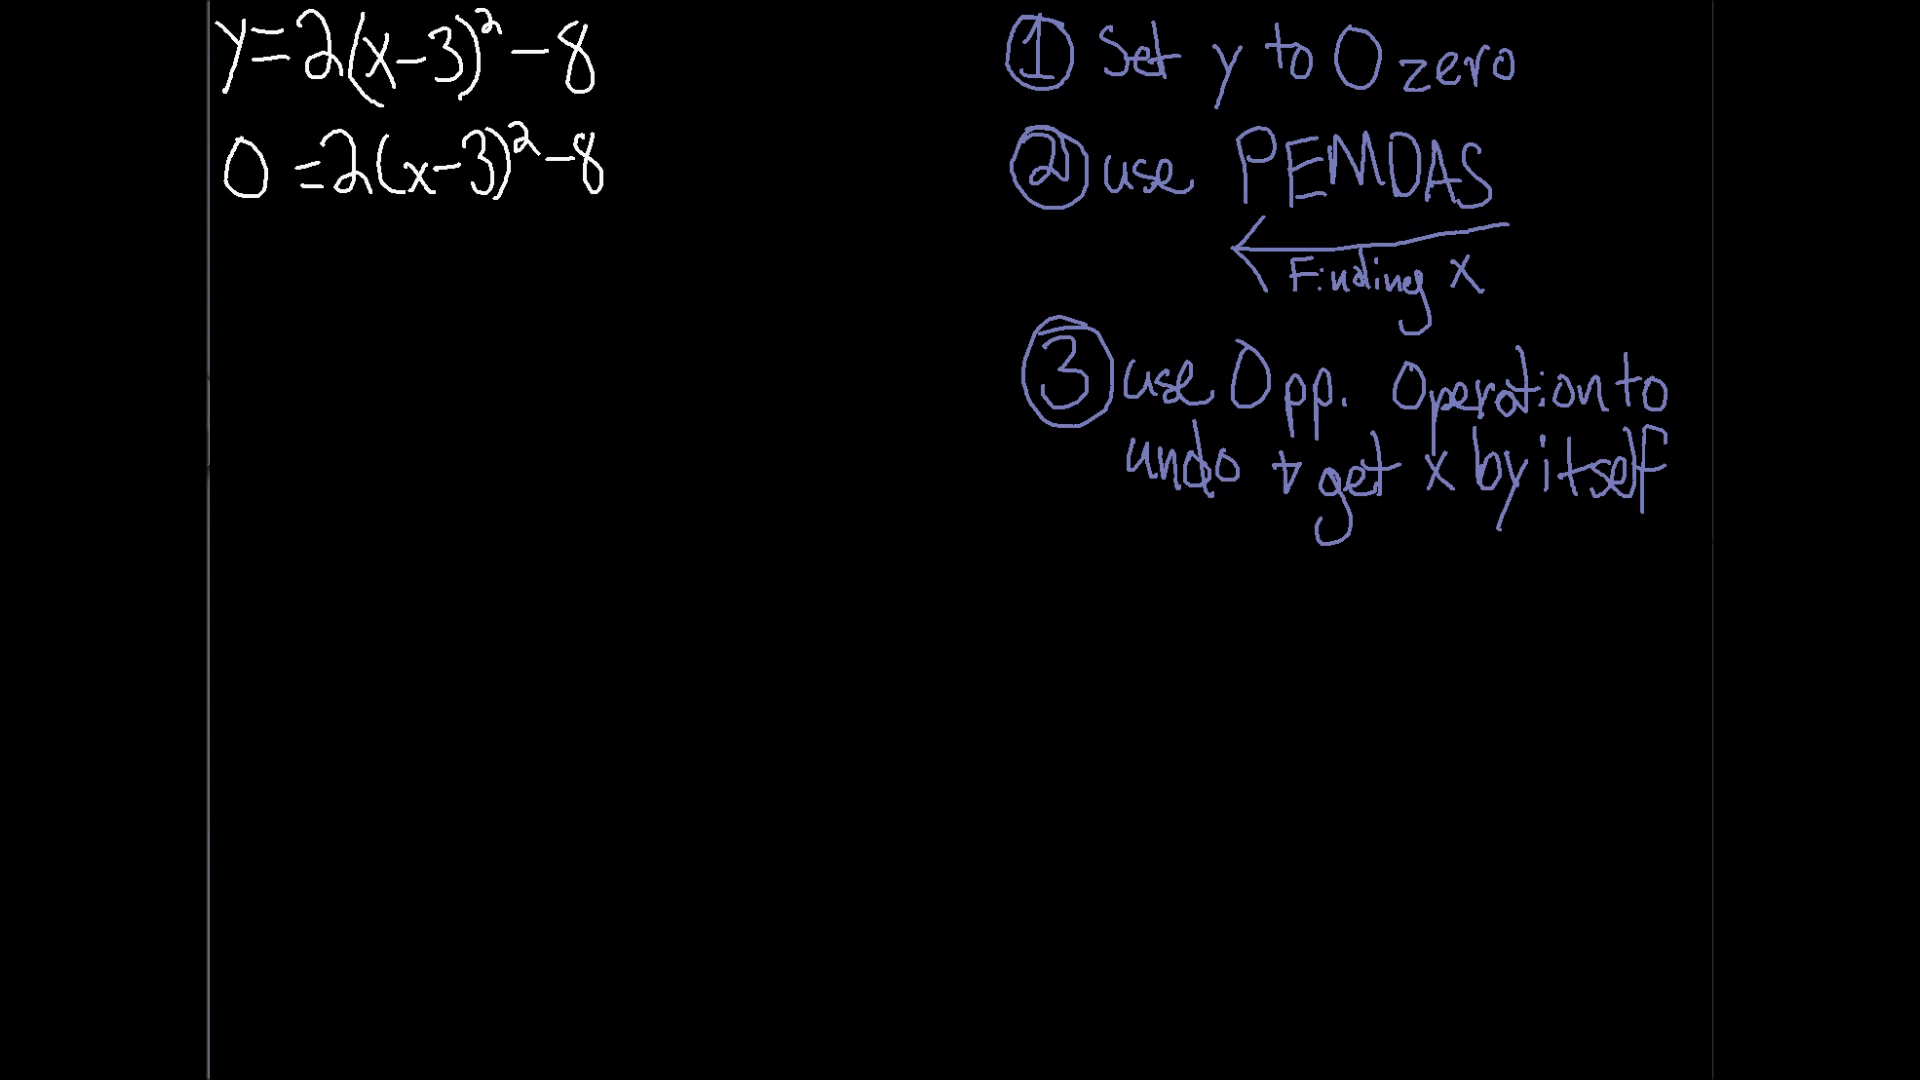 y=2(x-3)²-8
0=2(x-3)²-8
① Set y to 0 zero
② use PEMDAS
Finding x
③ use Opp. Operation to
undo + get x by itself